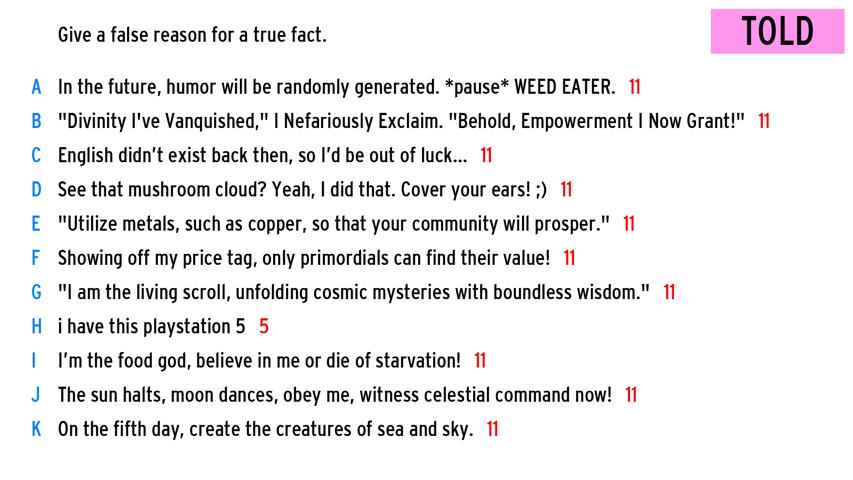 Give a false reason for a true fact.
TOLD
A In the future, humor will be randomly generated. *pause* WEED EATER. 11
B "Divinity I've Vanquished," I Nefariously Exclaim. "Behold, Empowerment I Now Grant!" 11
C English didn't exist back then, so I'd be out of luck... 11
D See that mushroom cloud? Yeah, I did that. Cover your ears! ;) 11
E "Utilize metals, such as copper, so that your community will prosper." 11
F Showing off my price tag, only primordials can find their value! 11
G "I am the living scroll, unfolding cosmic mysteries with boundless wisdom." 11
H i have this playstation 5 5
I I'm the food god, believe in me or die of starvation! 11
J The sun halts, moon dances, obey me, witness celestial command now! 11
K On the fifth day, create the creatures of sea and sky. 11